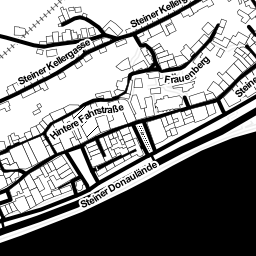 Steiner Kellergasse
Steiner Kellerg
Frauenberg
Steine
Hintere Fahrstraße
Steiner Donaulände